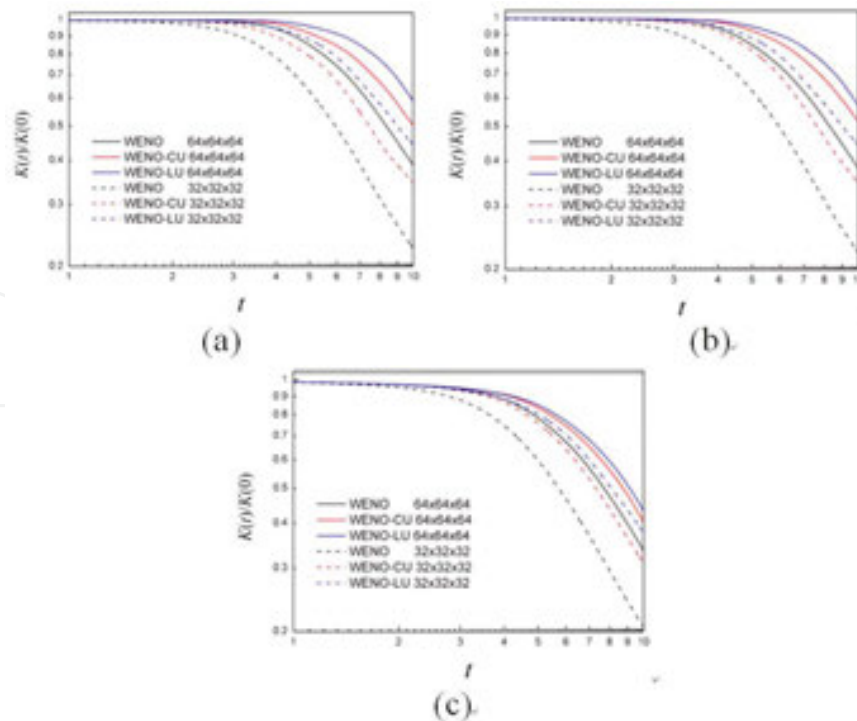 1
0.9
0.8
0.7
0.6
0.5
0.4
0.3
0.2
K(t)/K(0)
WENO 64x64x64
WENO-CU 64x64x64
WENO-LU 64x64x64
WENO 32x32x32
WENO-CU 32x32x32
WENO-LU 32x32x32
1 2 3 4 5 6 7 8 9 10
t
(a)
1
0.9
0.8
0.7
0.6
0.5
0.4
0.3
0.2
K(t)/K(0)
WENO 64x64x64
WENO-CU 64x64x64
WENO-LU 64x64x64
WENO 32x32x32
WENO-CU 32x32x32
WENO-LU 32x32x32
1 2 3 4 5 6 7 8 9
t
(b)
1
0.9
0.8
0.7
0.6
0.5
0.4
0.3
0.2
K(t)/K(0)
WENO 64x64x64
WENO-CU 64x64x64
WENO-LU 64x64x64
WENO 32x32x32
WENO-CU 32x32x32
WENO-LU 32x32x32
1 2 3 4 5 6 7 8 9 10
t
(c)